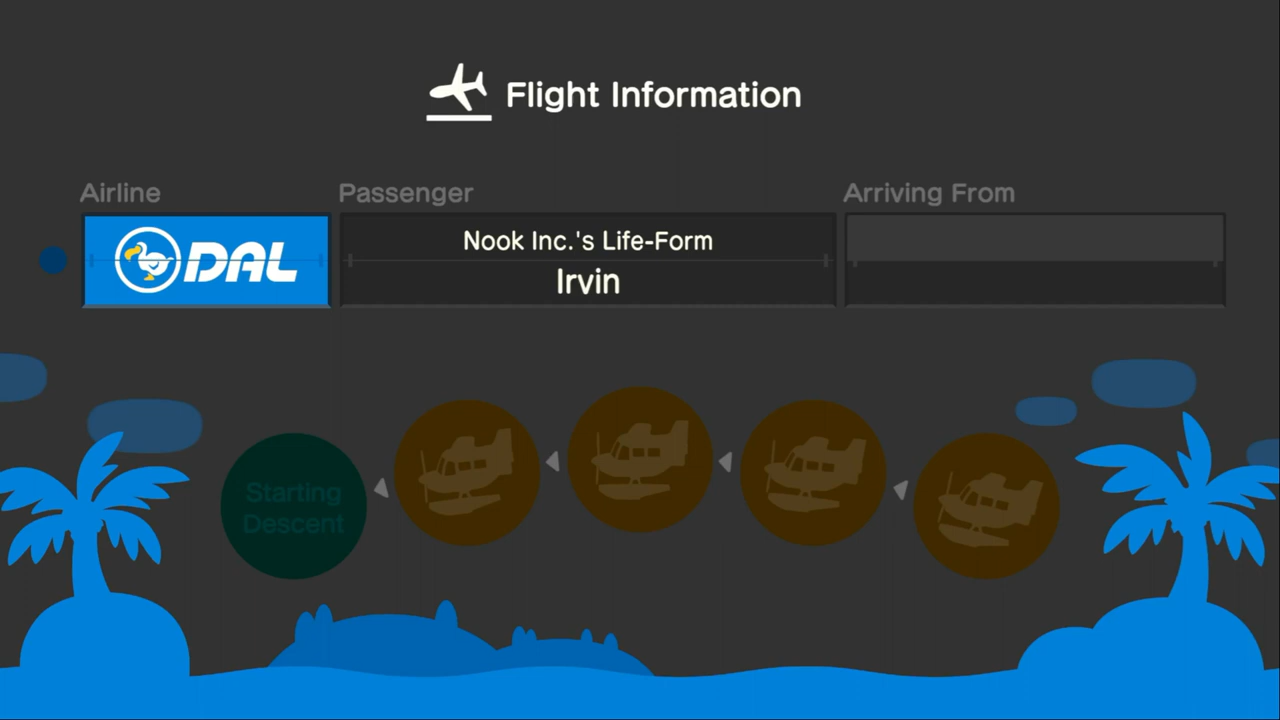 Flight Information
Airline
Passenger
Arriving From
DAL
Nook Inc.'s Life-Form
Irvin
Starting
Descent